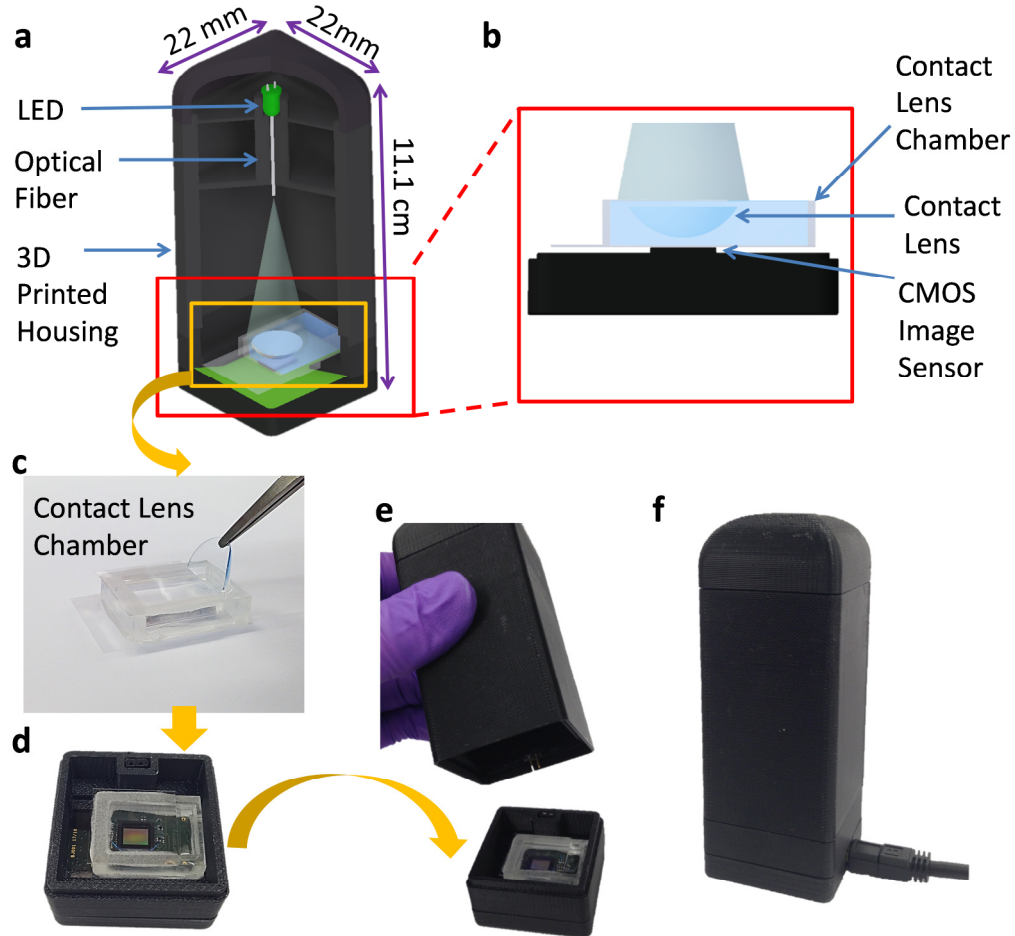 a
22 mm
22mm
LED
Optical
Fiber
3D
Printed
Housing
11.1 cm
b
Contact
Lens
Chamber
Contact
Lens
CMOS
Image
Sensor
c
Contact Lens
Chamber
d
e
f